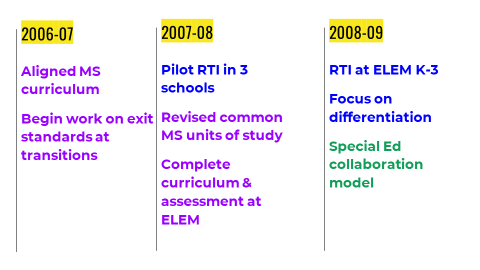 2006-07
Aligned MS
curriculum
Begin work on exit
standards at
transitions
2007-08
Pilot RTI in 3
schools
Revised common
MS units of study
Complete
curriculum &
assessment at
ELEM
2008-09
RTI at ELEM K-3
Focus on
differentiation
Special Ed
collaboration
model